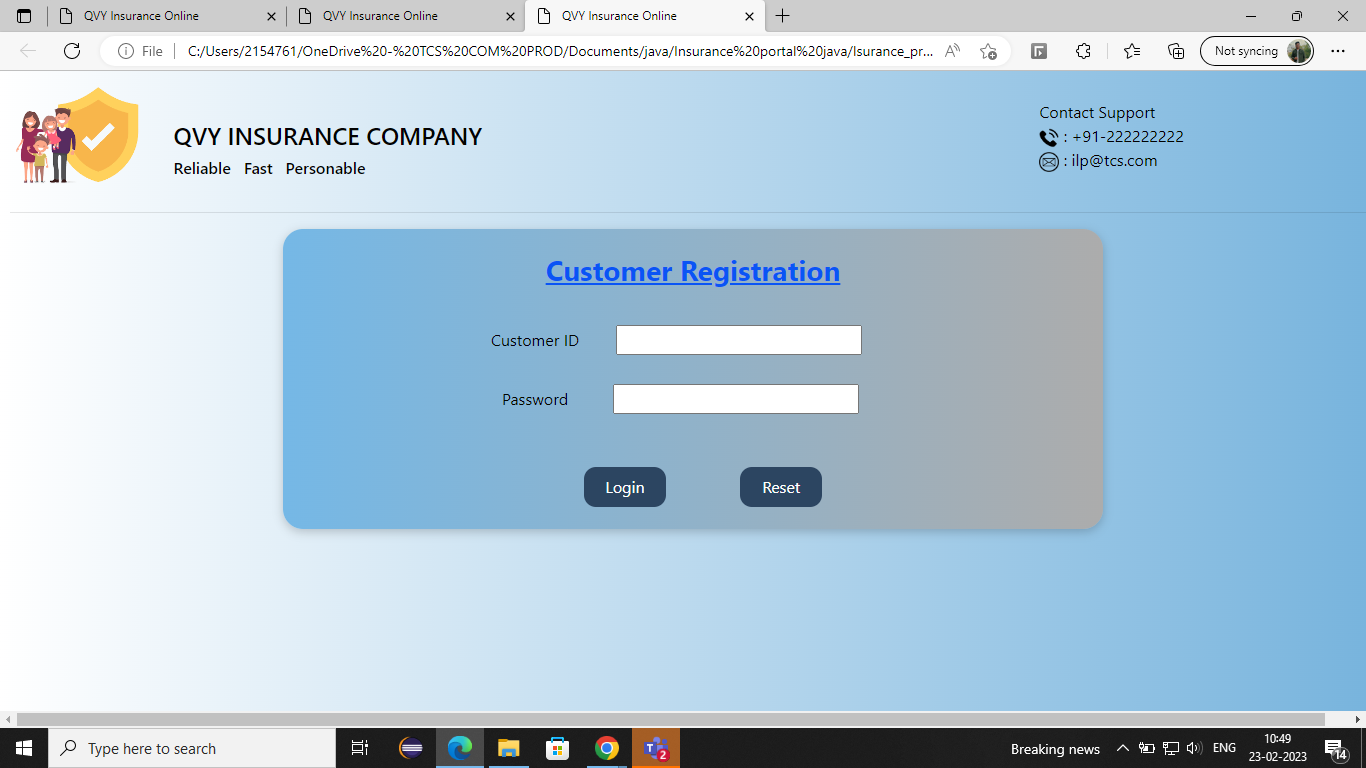 QVY Insurance Online
QVY Insurance Online
QVY Insurance Online
File
C:/Users/2154761/OneDrive%20-%20TCS%20COM%20PROD/Documents/java/Insurance%20portal%20java/Isurance_pr...
Not syncing
QVY INSURANCE COMPANY
Reliable Fast Personable
Contact Support
: +91-222222222
: ilp@tcs.com
Customer Registration
Customer ID
Password
Login Reset
Type here to search
2
Breaking news
ENG
10:49
23-02-2023
14